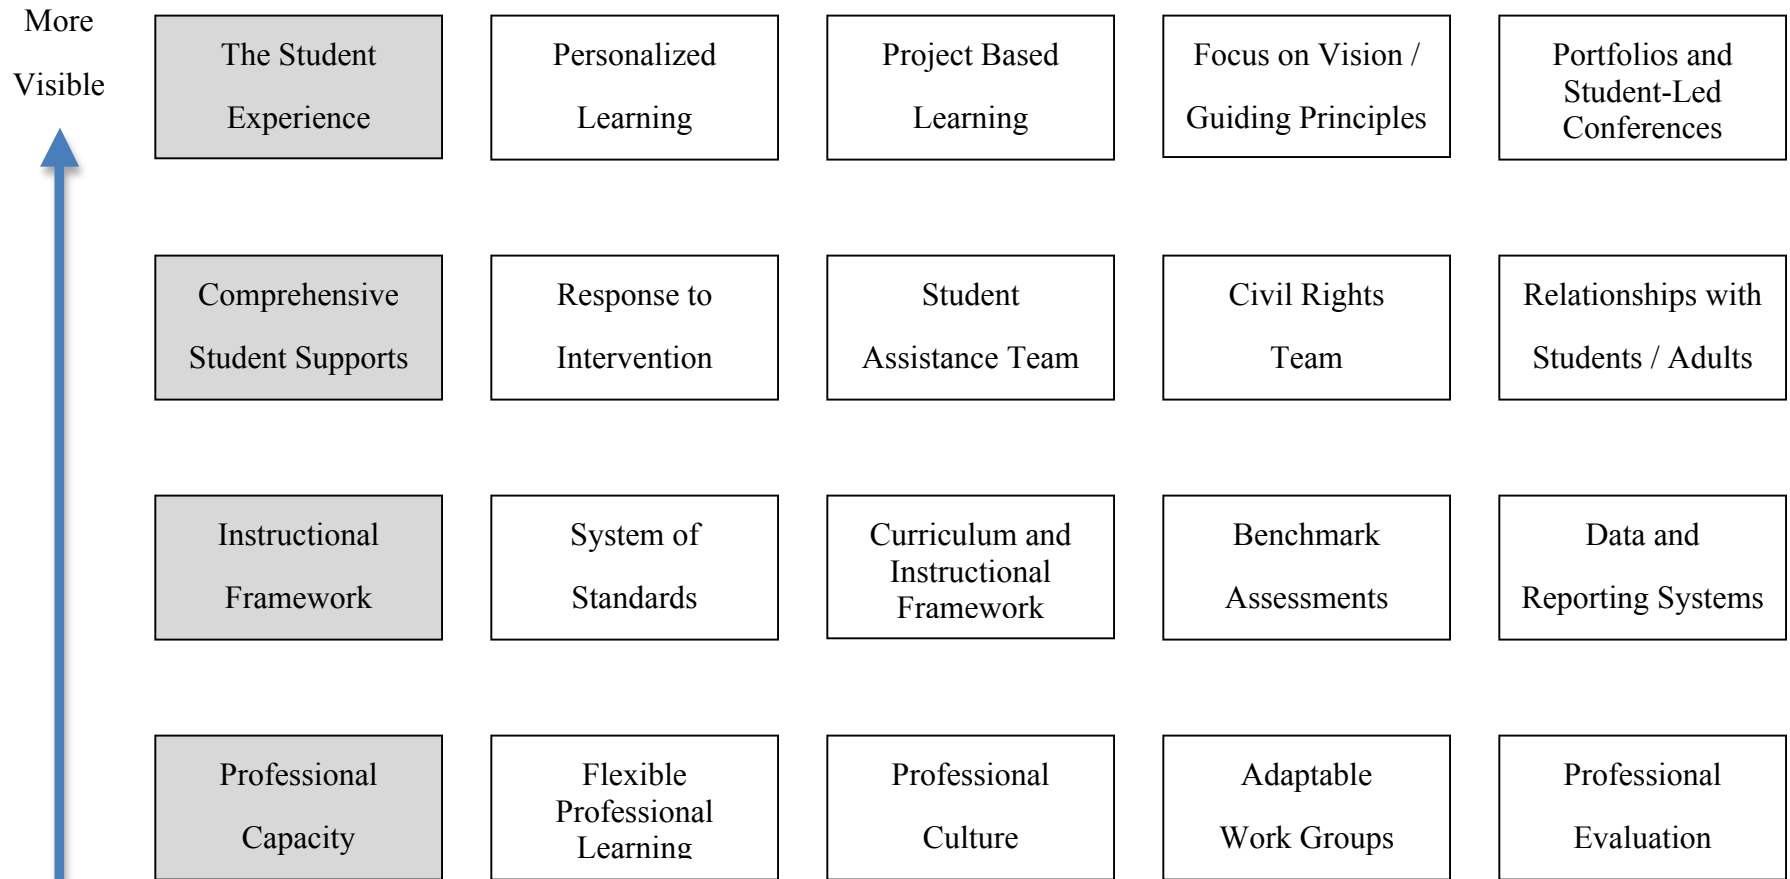 More
Visible
The Student
Experience
Personalized
Learning
Project Based
Learning
Focus on Vision /
Guiding Principles
Portfolios and
Student-Led
Conferences
Comprehensive
Student Supports
Response to
Intervention
Student
Assistance Team
Civil Rights
Team
Relationships with
Students / Adults
Instructional
Framework
System of
Standards
Curriculum and
Instructional
Framework
Benchmark
Assessments
Data and
Reporting Systems
Professional
Capacity
Flexible
Professional
Learning
Professional
Culture
Adaptable
Work Groups
Professional
Evaluation